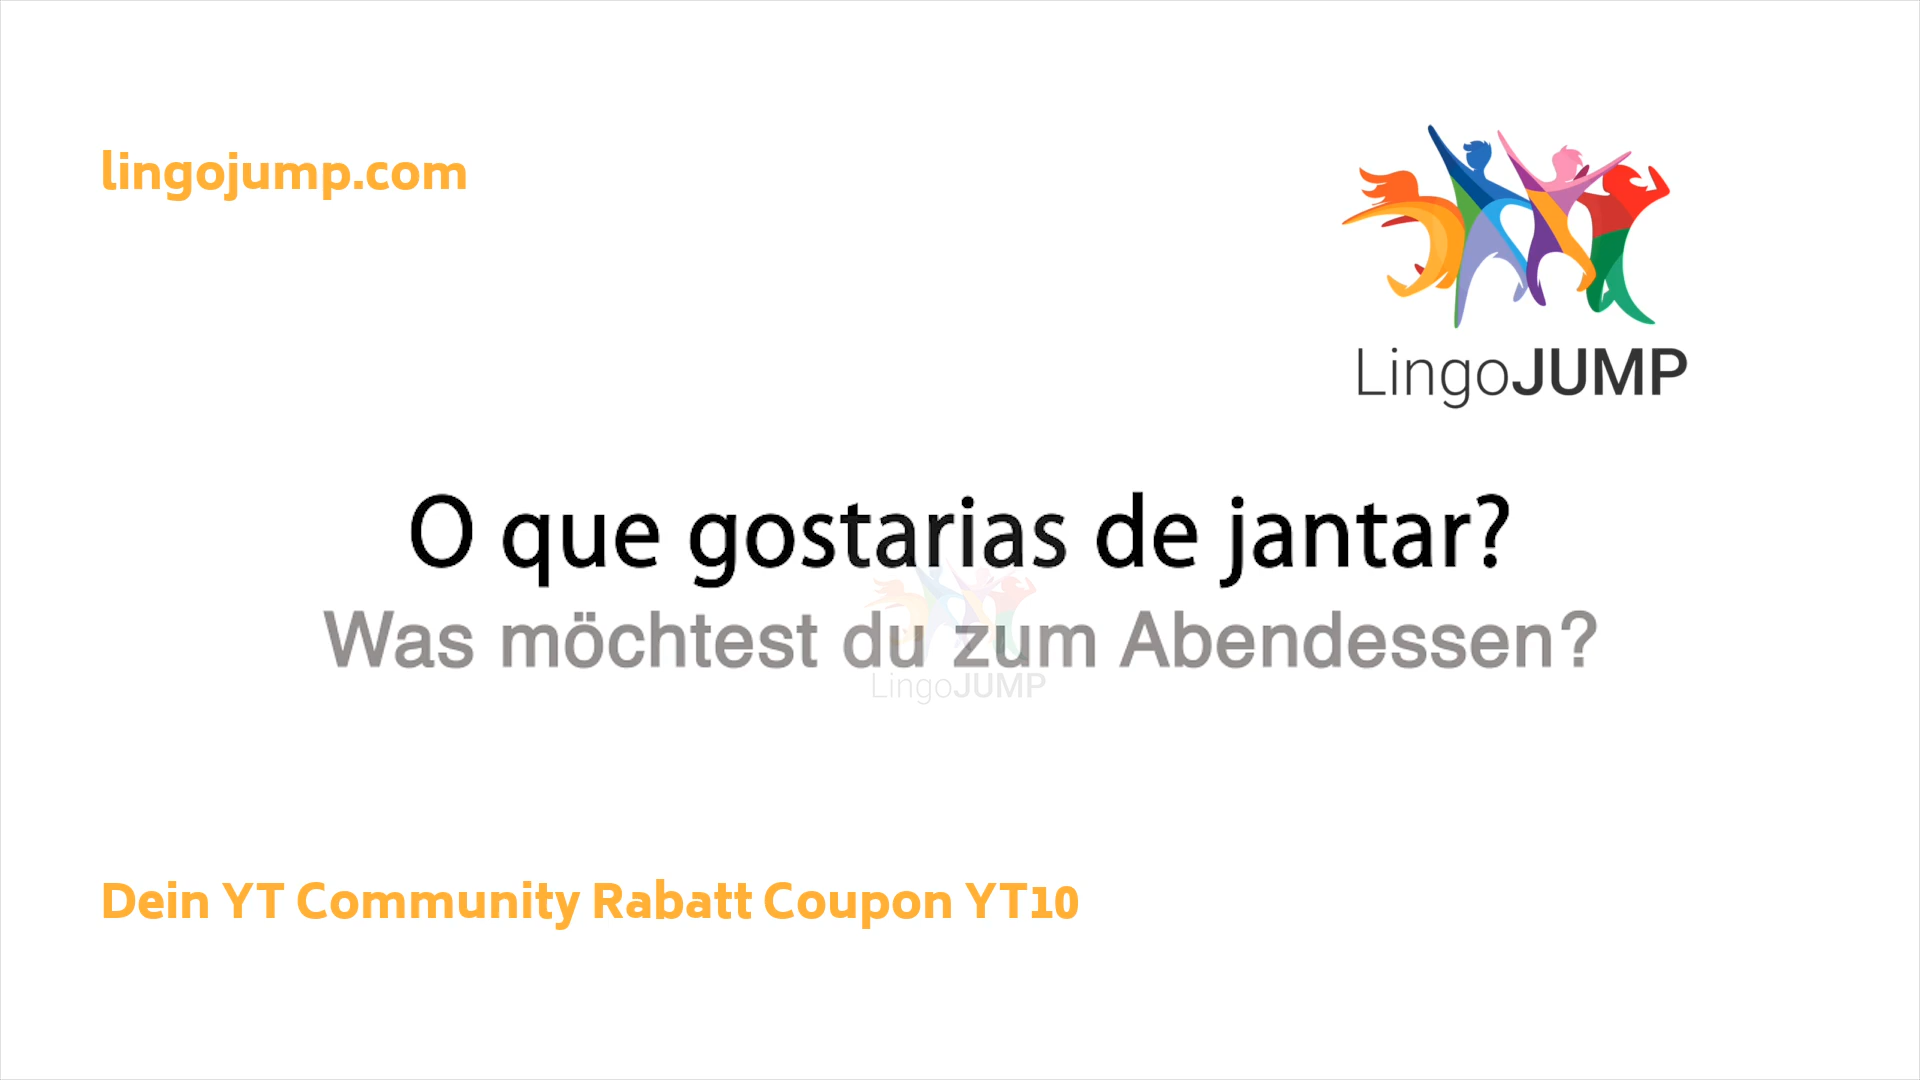 lingojump.com
LingoJUMP
O que gostarias de jantar?
Was möchtest du zum Abendessen?
LingoJUMP
Dein YT Community Rabatt Coupon YT10